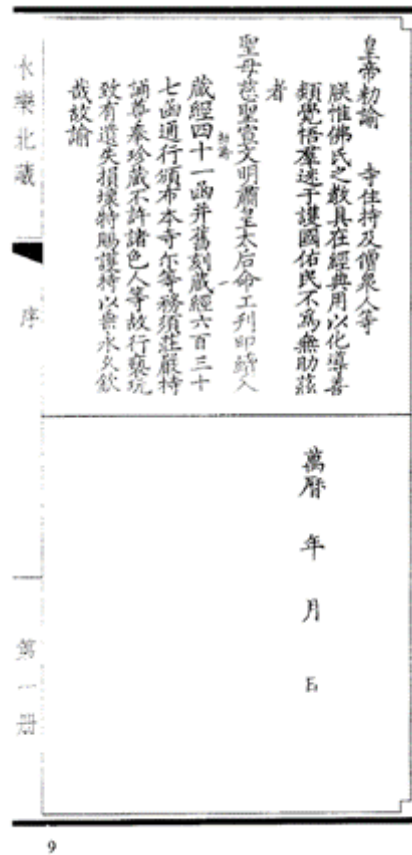 皇帝勑諭　寺住持及僧衆人等
朕惟佛氏之敎具在經典用以化導善
類覺悟羣迷于護國佑民不爲無助茲
者
聖母慈聖宣文明肅皇太后命工刊印續入
藏經四十一函并舊刻藏經六百三十
七函通行頒布本寺尓等務須莊嚴持
誦尊奉珍藏不許諸色人等故行褻玩
致有遺失損壞特賜護持以垂永久欽
哉故諭
萬曆　年　月　日
永樂北藏
序
第一册
9